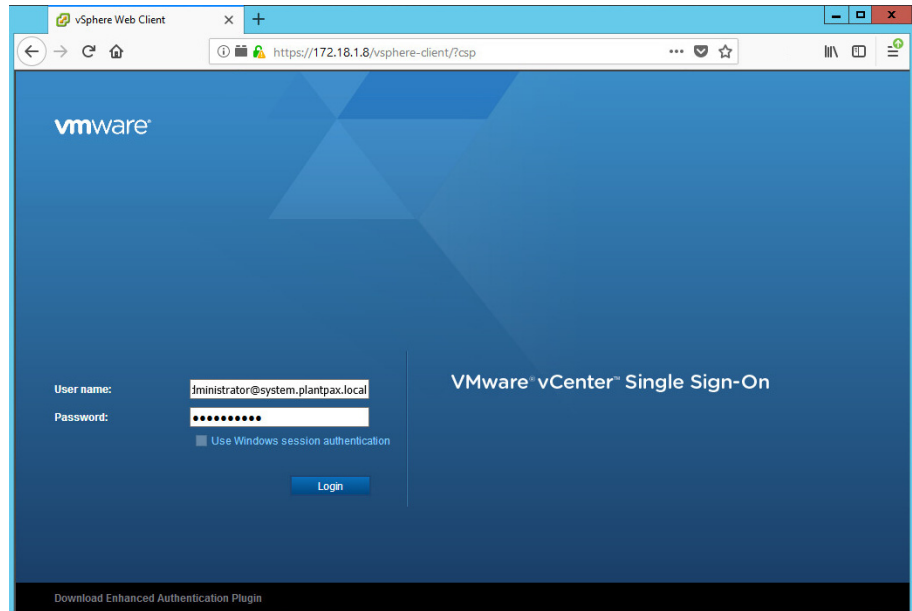 vSphere Web Client
https://172.18.1.8/vsphere-client/?csp
vmware®
User name:
dministrator@system.plantpax.local
Password:
••••••••••
Use Windows session authentication
Login
VMware® vCenter™ Single Sign-On
Download Enhanced Authentication Plugin